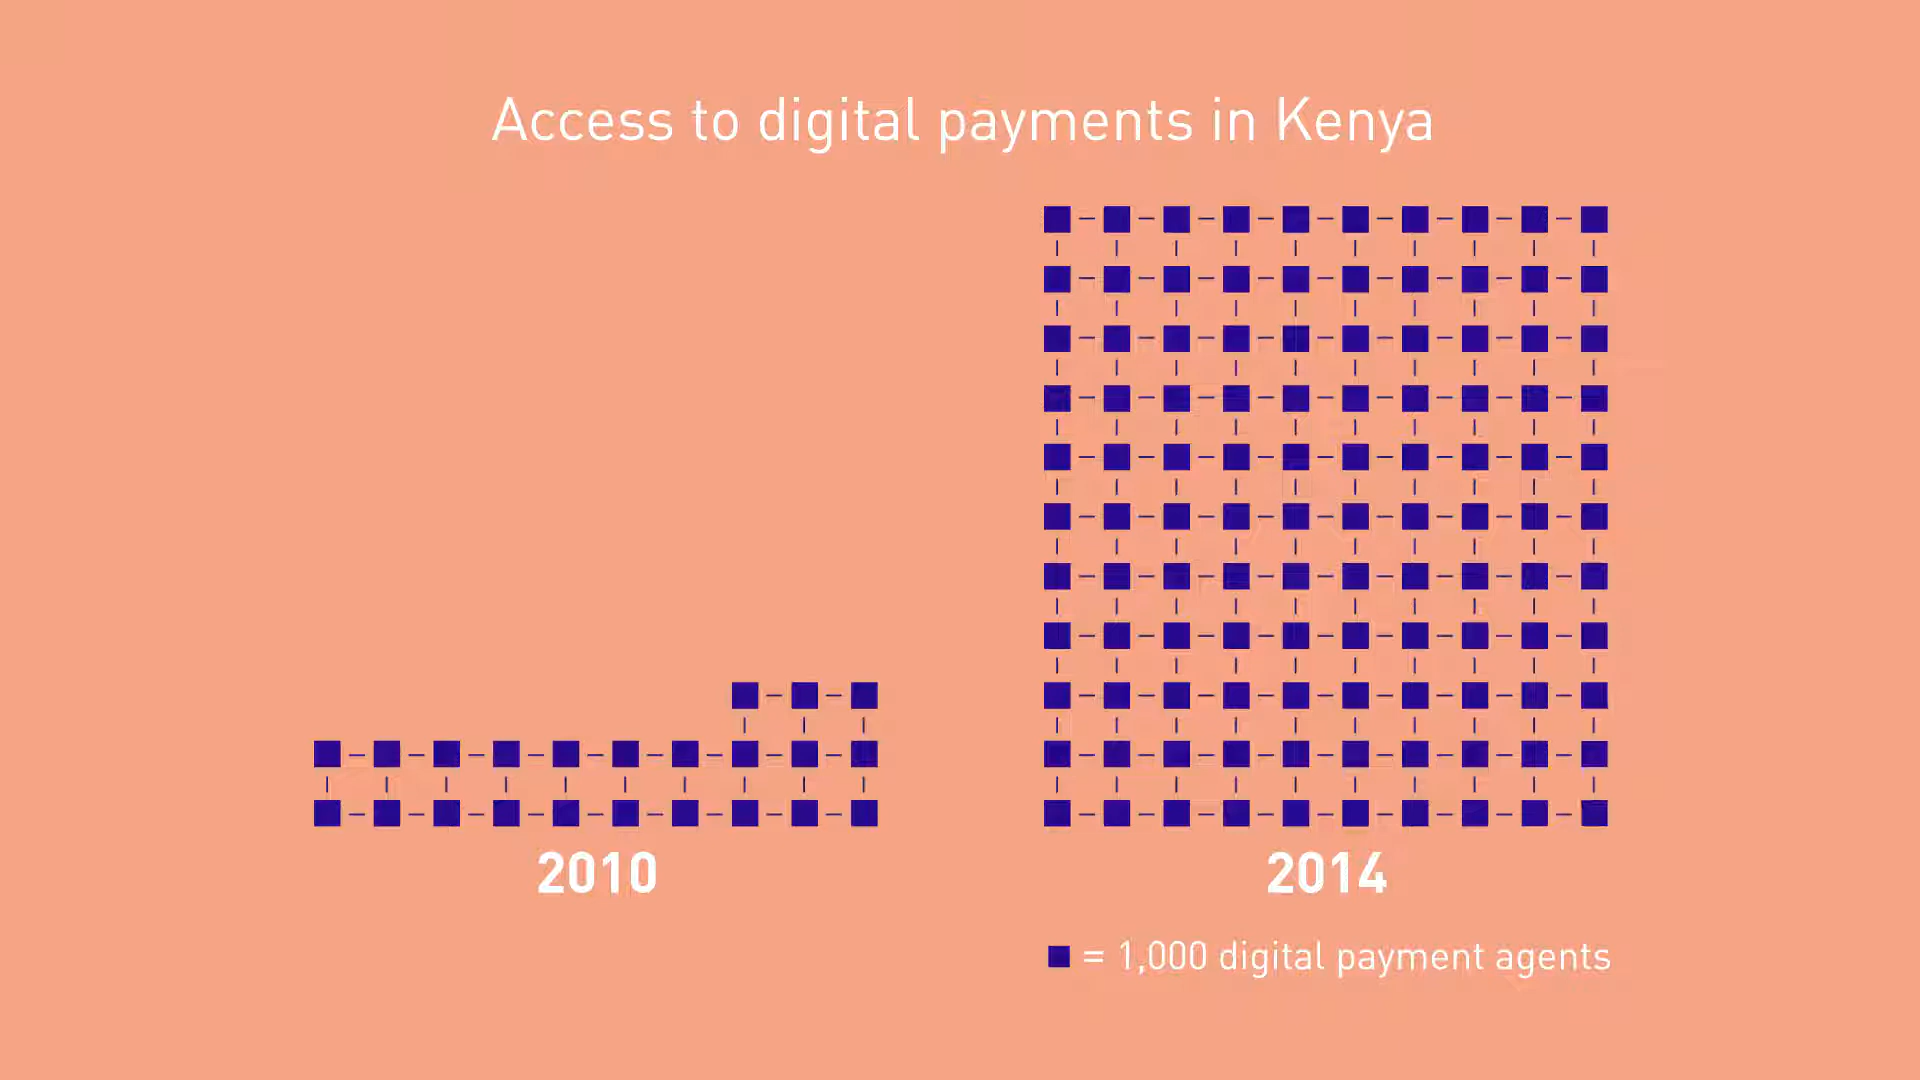 Access to digital payments in Kenya
2010
2014
= 1,000 digital payment agents